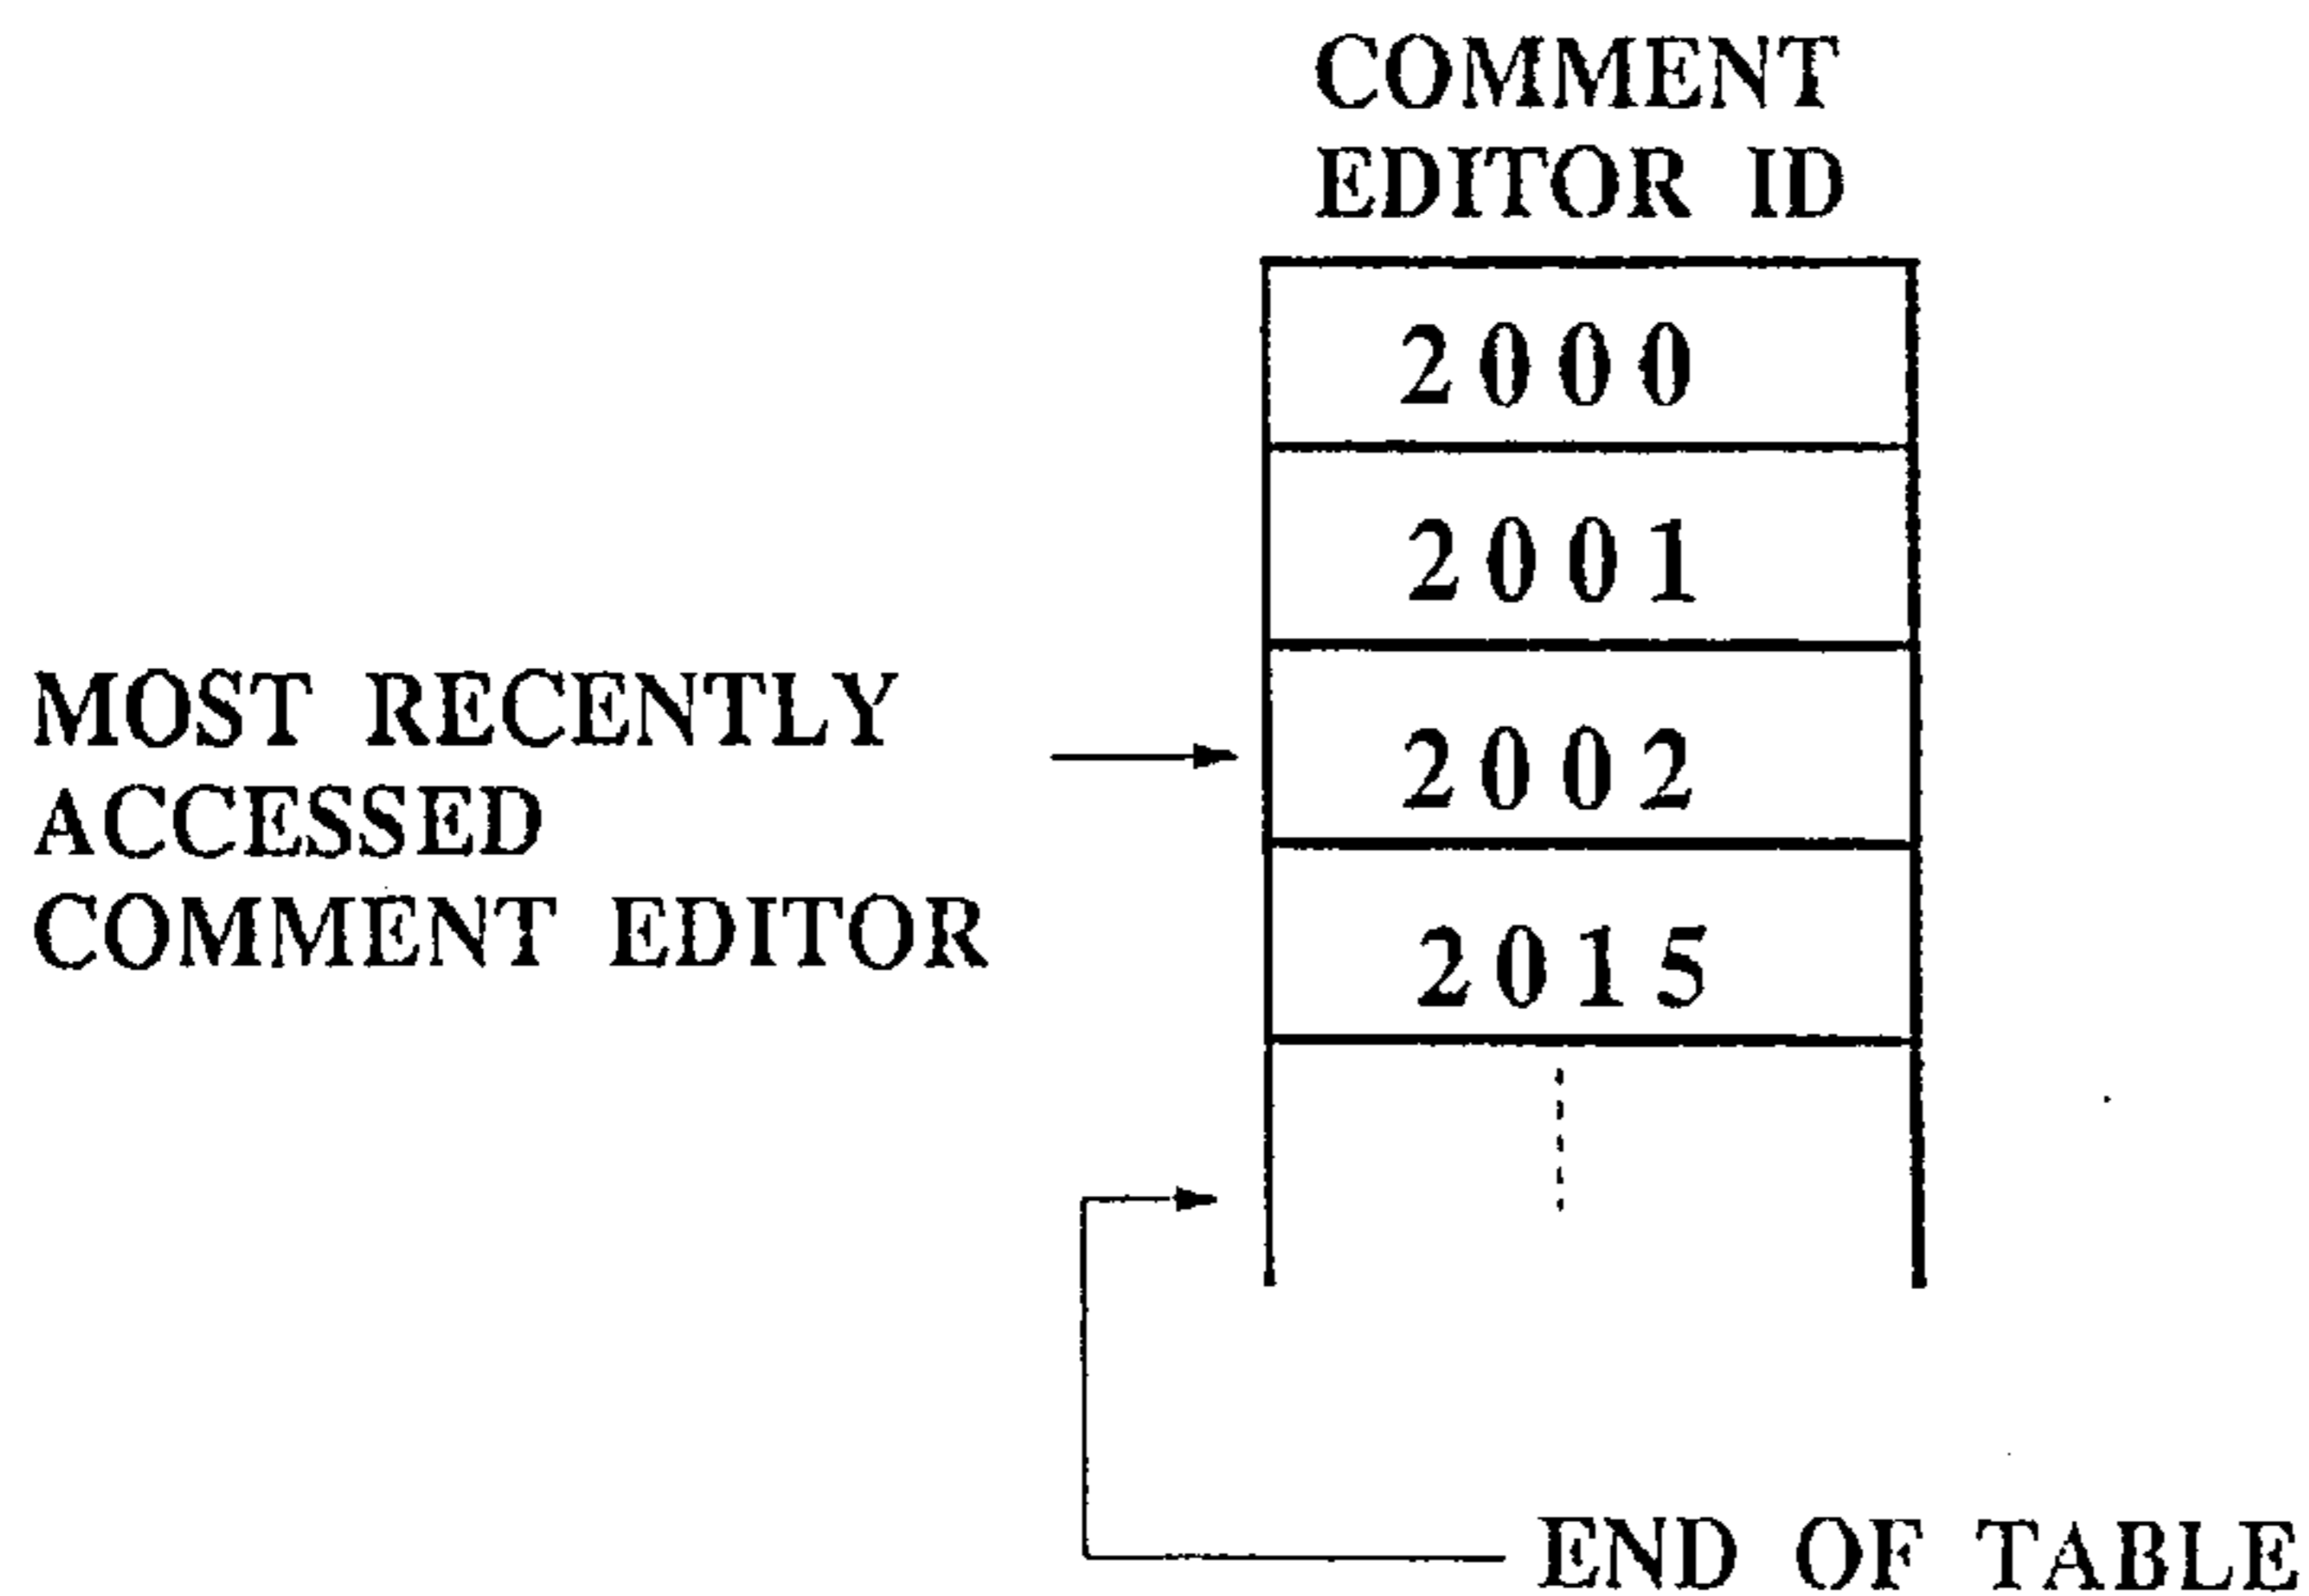 COMMENT
EDITOR ID
2000
2001
MOST RECENTLY
ACCESSED
COMMENT EDITOR
2002
2015
END OF TABLE